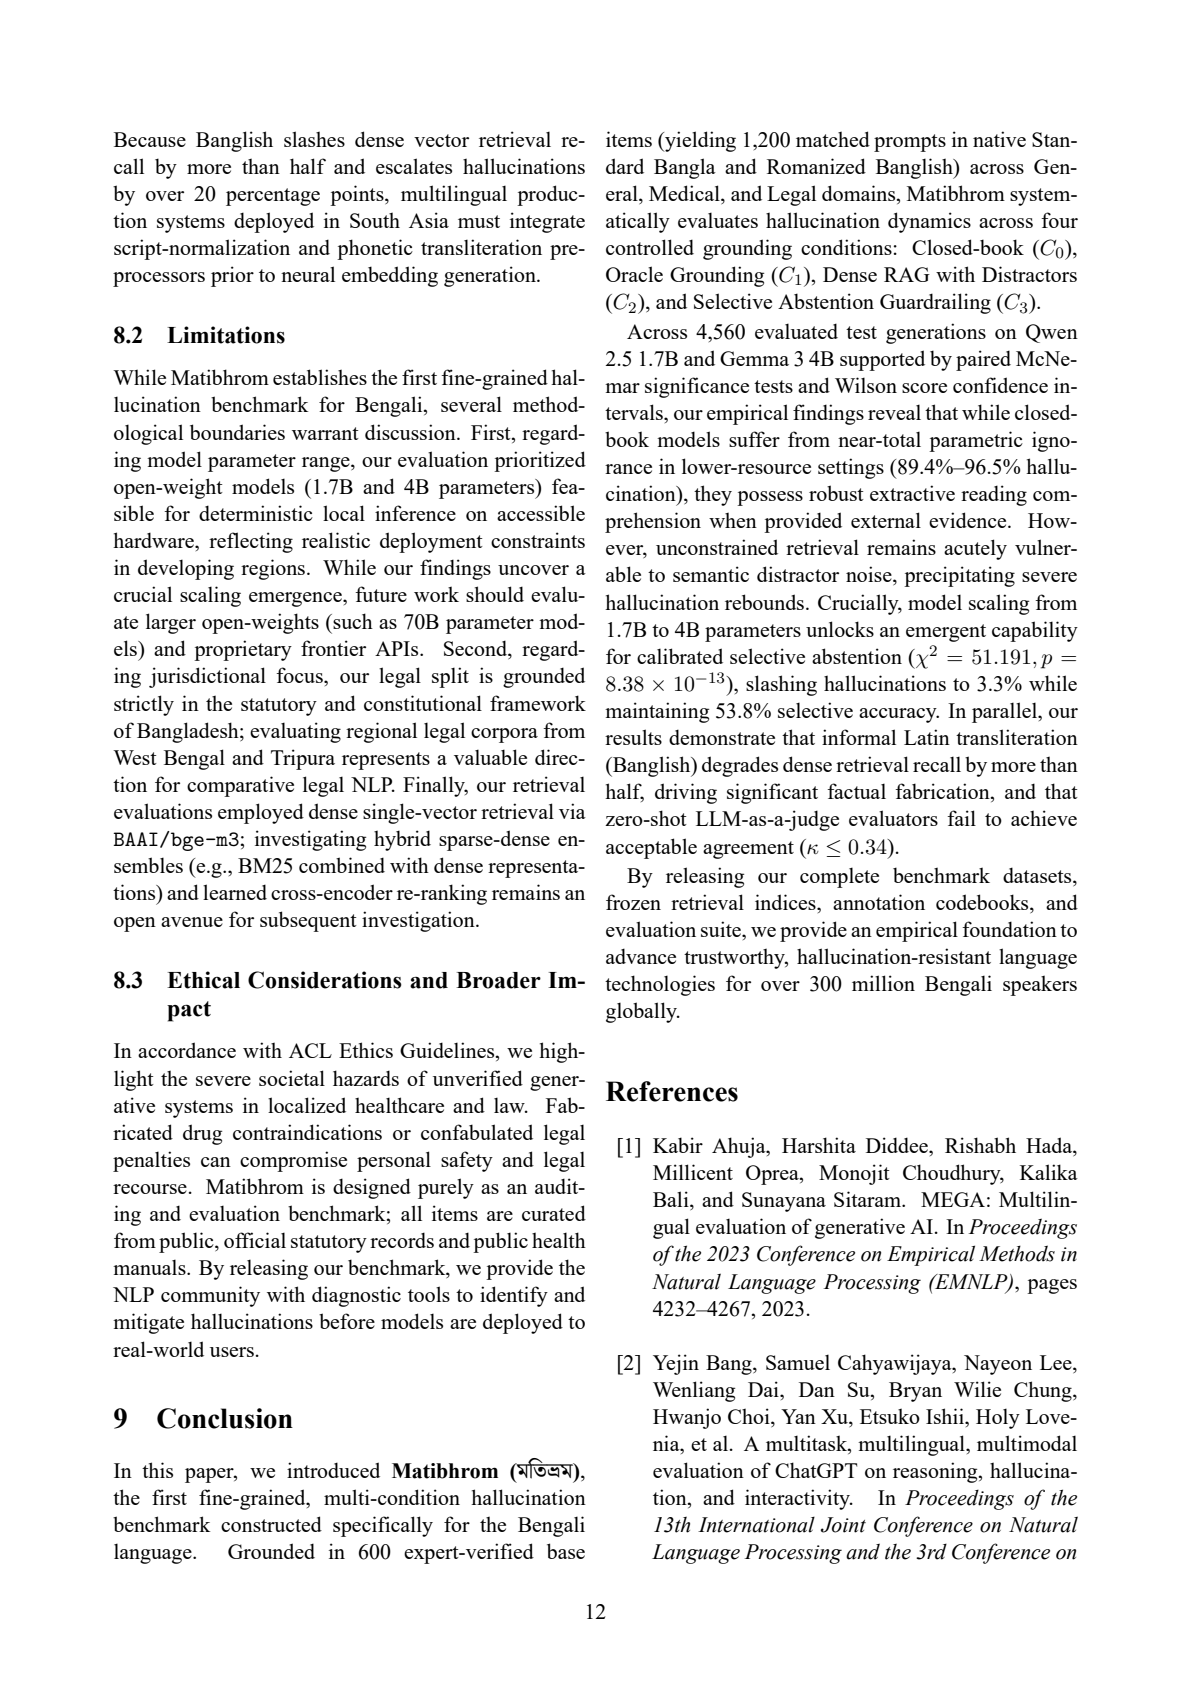 Because Banglish slashes dense vector retrieval re-
call by more than half and escalates hallucinations
by over 20 percentage points, multilingual produc-
tion systems deployed in South Asia must integrate
script-normalization and phonetic transliteration pre-
processors prior to neural embedding generation.
8.2 Limitations
While Matibhrom establishes the first fine-grained hal-
lucination benchmark for Bengali, several method-
ological boundaries warrant discussion. First, regard-
ing model parameter range, our evaluation prioritized
open-weight models (1.7B and 4B parameters) fea-
sible for deterministic local inference on accessible
hardware, reflecting realistic deployment constraints
in developing regions. While our findings uncover a
crucial scaling emergence, future work should evalu-
ate larger open-weights (such as 70B parameter mod-
els) and proprietary frontier APIs. Second, regard-
ing jurisdictional focus, our legal split is grounded
strictly in the statutory and constitutional framework
of Bangladesh; evaluating regional legal corpora from
West Bengal and Tripura represents a valuable direc-
tion for comparative legal NLP. Finally, our retrieval
evaluations employed dense single-vector retrieval via
BAAI/bge-m3; investigating hybrid sparse-dense en-
sembles (e.g., BM25 combined with dense representa-
tions) and learned cross-encoder re-ranking remains an
open avenue for subsequent investigation.
8.3 Ethical Considerations and Broader Im-
pact
In accordance with ACL Ethics Guidelines, we high-
light the severe societal hazards of unverified gener-
ative systems in localized healthcare and law. Fab-
ricated drug contraindications or confabulated legal
penalties can compromise personal safety and legal
recourse. Matibhrom is designed purely as an audit-
ing and evaluation benchmark; all items are curated
from public, official statutory records and public health
manuals. By releasing our benchmark, we provide the
NLP community with diagnostic tools to identify and
mitigate hallucinations before models are deployed to
real-world users.
9 Conclusion
In this paper, we introduced Matibhrom (মতিভ্রম),
the first fine-grained, multi-condition hallucination
benchmark constructed specifically for the Bengali
language. Grounded in 600 expert-verified base
items (yielding 1,200 matched prompts in native Stan-
dard Bangla and Romanized Banglish) across Gen-
eral, Medical, and Legal domains, Matibhrom system-
atically evaluates hallucination dynamics across four
controlled grounding conditions: Closed-book (C₀),
Oracle Grounding (C₁), Dense RAG with Distractors
(C₂), and Selective Abstention Guardrailing (C₃).
Across 4,560 evaluated test generations on Qwen
2.5 1.7B and Gemma 3 4B supported by paired McNe-
mar significance tests and Wilson score confidence in-
tervals, our empirical findings reveal that while closed-
book models suffer from near-total parametric igno-
rance in lower-resource settings (89.4%–96.5% hallu-
cination), they possess robust extractive reading com-
prehension when provided external evidence. How-
ever, unconstrained retrieval remains acutely vulner-
able to semantic distractor noise, precipitating severe
hallucination rebounds. Crucially, model scaling from
1.7B to 4B parameters unlocks an emergent capability
for calibrated selective abstention (χ² = 51.191, p =
8.38 × 10⁻¹³), slashing hallucinations to 3.3% while
maintaining 53.8% selective accuracy. In parallel, our
results demonstrate that informal Latin transliteration
(Banglish) degrades dense retrieval recall by more than
half, driving significant factual fabrication, and that
zero-shot LLM-as-a-judge evaluators fail to achieve
acceptable agreement (κ ≤ 0.34).
By releasing our complete benchmark datasets,
frozen retrieval indices, annotation codebooks, and
evaluation suite, we provide an empirical foundation to
advance trustworthy, hallucination-resistant language
technologies for over 300 million Bengali speakers
globally.
References
[1] Kabir Ahuja, Harshita Diddee, Rishabh Hada,
Millicent Oprea, Monojit Choudhury, Kalika
Bali, and Sunayana Sitaram. MEGA: Multilin-
gual evaluation of generative AI. In Proceedings
of the 2023 Conference on Empirical Methods in
Natural Language Processing (EMNLP), pages
4232–4267, 2023.
[2] Yejin Bang, Samuel Cahyawijaya, Nayeon Lee,
Wenliang Dai, Dan Su, Bryan Wilie Chung,
Hwanjo Choi, Yan Xu, Etsuko Ishii, Holy Love-
nia, et al. A multitask, multilingual, multimodal
evaluation of ChatGPT on reasoning, hallucina-
tion, and interactivity. In Proceedings of the
13th International Joint Conference on Natural
Language Processing and the 3rd Conference on
12